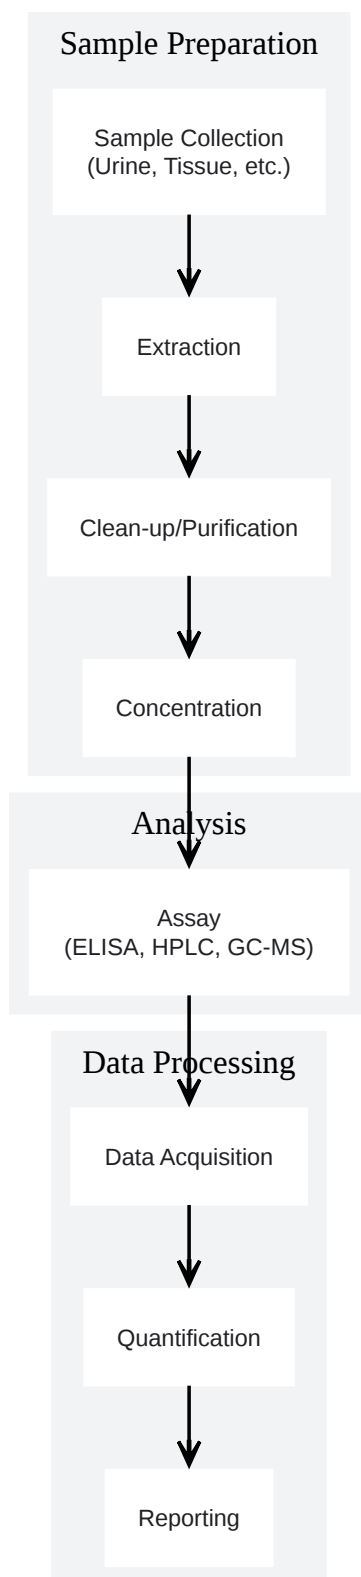 Sample Preparation
Sample Collection
(Urine, Tissue, etc.)
Extraction
Clean-up/Purification
Concentration
Analysis
Assay
(ELISA, HPLC, GC-MS)
Data Processing
Data Acquisition
Quantification
Reporting